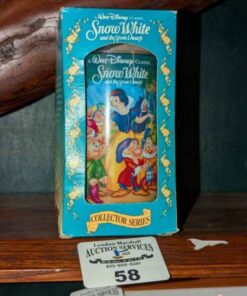 WALT DISNEY CLASSIC
Snow White
and the Seven Dwarfs
A WALT DISNEY CLASSIC
Snow White
and the Seven Dwarfs
COLLECTOR SERIES
Lyndon Marshall
AUCTION SERVICES
58